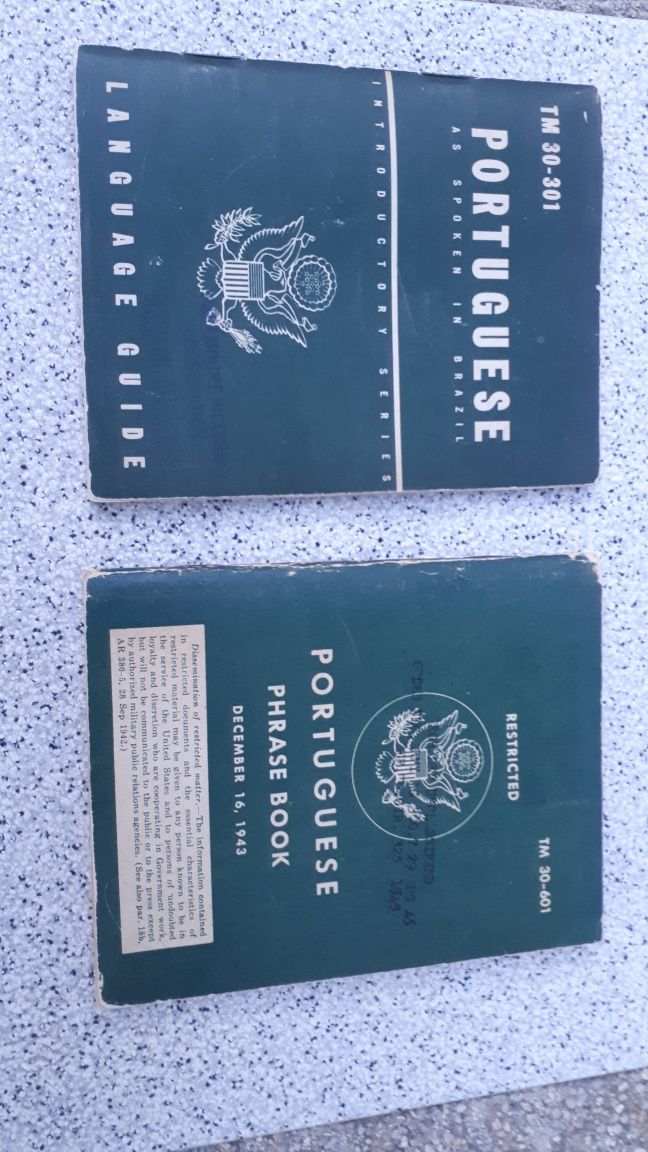 TM 30-301
PORTUGUESE
AS SPOKEN IN BRAZIL
INTRODUCTORY SERIES
LANGUAGE GUIDE
TM 30-601
RESTRICTED
PORTUGUESE
PHRASE BOOK
DECEMBER 16, 1943
Dissemination of restricted matter.—The information contained
in restricted documents and the essential characteristics of
restricted material may be given to any person known to be in
the service of the United States and to persons of undoubted
loyalty and discretion who are cooperating in Government work,
but will not be communicated to the public or to the press except
by authorized military public relations agencies. (See also par. 18b,
AR 380-5, 28 Sep 1942.)